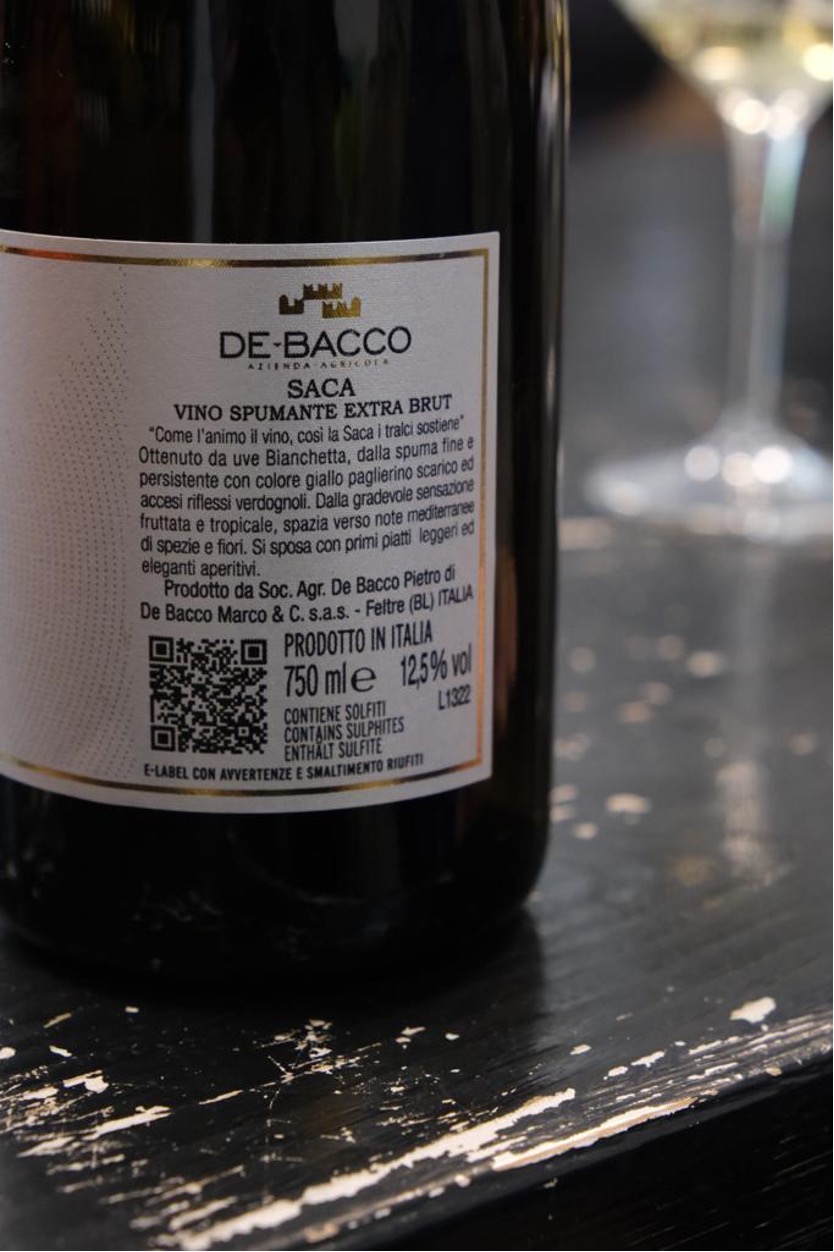 DE-BACCO
AZIENDA AGRICOLA
SACA
VINO SPUMANTE EXTRA BRUT
"Come l'animo il vino, così la Saca i tralci sostiene"
Ottenuto da uve Bianchetta, dalla spuma fine e
persistente con colore giallo paglierino scarico ed
accesi riflessi verdognoli. Dalla gradevole sensazione
fruttata e tropicale, spazia verso note mediterranee
di spezie e fiori. Si sposa con primi piatti leggeri ed
eleganti aperitivi.
Prodotto da Soc. Agr. De Bacco Pietro di
De Bacco Marco & C. s.a.s. - Feltre (BL) ITALIA
PRODOTTO IN ITALIA
750 ml e 12,5% vol
L1322
CONTIENE SOLFITI
CONTAINS SULPHITES
ENTHÄLT SULFITE
E-LABEL CON AVVERTENZE E SMALTIMENTO RIUFITI